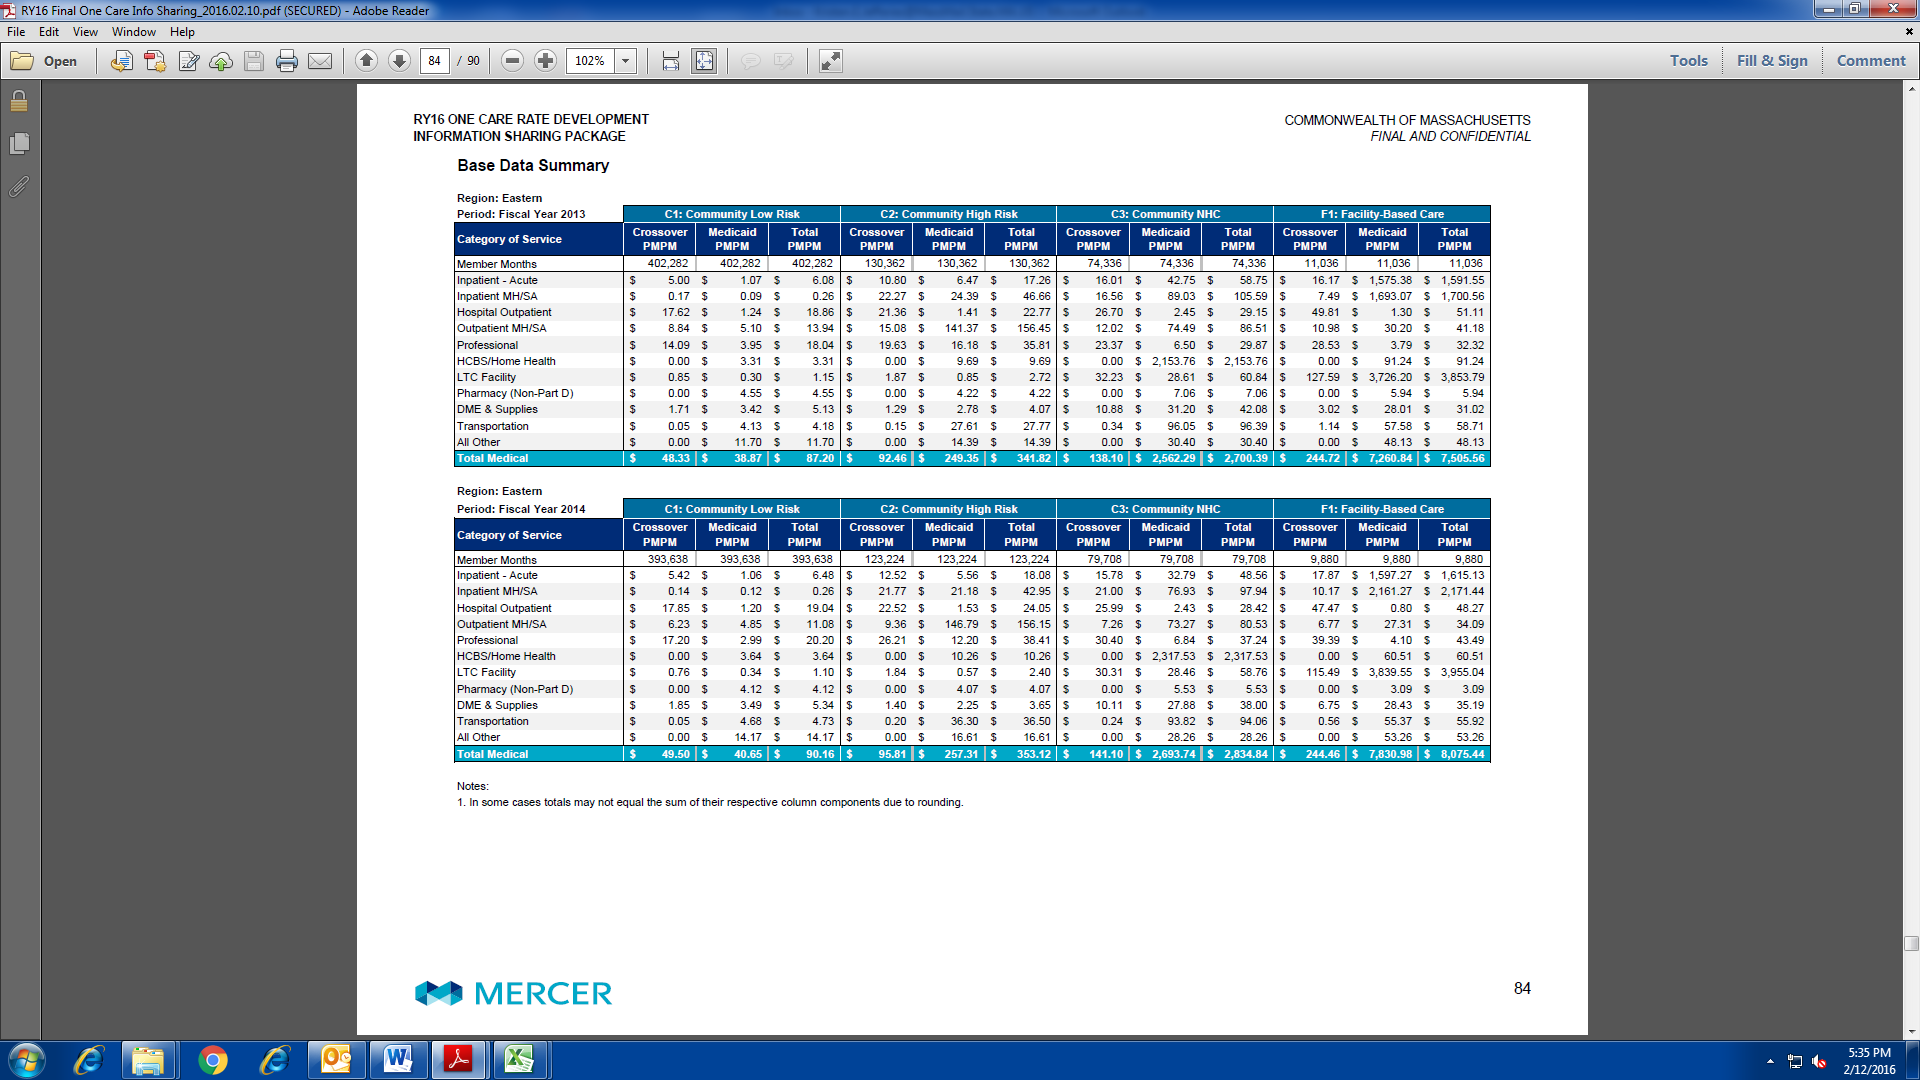 RY16 Final One Care Info Sharing_2016.02.10.pdf (SECURED) - Adobe Reader
File Edit View Window Help
Open 84 / 90 102% Tools Fill & Sign Comment
RY16 ONE CARE RATE DEVELOPMENT COMMONWEALTH OF MASSACHUSETTS
INFORMATION SHARING PACKAGE FINAL AND CONFIDENTIAL
Base Data Summary
Region: Eastern
Period: Fiscal Year 2013 C1: Community Low Risk C2: Community High Risk C3: Community NHC F1: Facility-Based Care
Category of Service Crossover PMPM Medicaid PMPM Total PMPM Crossover PMPM Medicaid PMPM Total PMPM Crossover PMPM Medicaid PMPM Total PMPM Crossover PMPM Medicaid PMPM Total PMPM
Member Months 402,282 402,282 402,282 130,362 130,362 130,362 74,336 74,336 74,336 11,036 11,036 11,036
Inpatient - Acute $ 5.00 $ 1.07 $ 6.08 $ 10.80 $ 6.47 $ 17.26 $ 16.01 $ 42.75 $ 58.75 $ 16.17 $ 1,575.38 $ 1,591.55
Inpatient MH/SA $ 0.17 $ 0.09 $ 0.26 $ 22.27 $ 24.39 $ 46.66 $ 16.56 $ 89.03 $ 105.59 $ 7.49 $ 1,693.07 $ 1,700.56
Hospital Outpatient $ 17.62 $ 1.24 $ 18.86 $ 21.36 $ 1.41 $ 22.77 $ 26.70 $ 2.45 $ 29.15 $ 49.81 $ 1.30 $ 51.11
Outpatient MH/SA $ 8.84 $ 5.10 $ 13.94 $ 15.08 $ 141.37 $ 156.45 $ 12.02 $ 74.49 $ 86.51 $ 10.98 $ 30.20 $ 41.18
Professional $ 14.09 $ 3.95 $ 18.04 $ 19.63 $ 16.18 $ 35.81 $ 23.37 $ 6.50 $ 29.87 $ 28.53 $ 3.79 $ 32.32
HCBS/Home Health $ 0.00 $ 3.31 $ 3.31 $ 0.00 $ 9.69 $ 9.69 $ 0.00 $ 2,153.76 $ 2,153.76 $ 0.00 $ 91.24 $ 91.24
LTC Facility $ 0.85 $ 0.30 $ 1.15 $ 1.87 $ 0.85 $ 2.72 $ 32.23 $ 28.61 $ 60.84 $ 127.59 $ 3,726.20 $ 3,853.79
Pharmacy (Non-Part D) $ 0.00 $ 4.55 $ 4.55 $ 0.00 $ 4.22 $ 4.22 $ 0.00 $ 7.06 $ 7.06 $ 0.00 $ 5.94 $ 5.94
DME & Supplies $ 1.71 $ 3.42 $ 5.13 $ 1.29 $ 2.78 $ 4.07 $ 10.88 $ 31.20 $ 42.08 $ 3.02 $ 28.01 $ 31.02
Transportation $ 0.05 $ 4.13 $ 4.18 $ 0.15 $ 27.61 $ 27.77 $ 0.34 $ 96.05 $ 96.39 $ 1.14 $ 57.58 $ 58.71
All Other $ 0.00 $ 11.70 $ 11.70 $ 0.00 $ 14.39 $ 14.39 $ 0.00 $ 30.40 $ 30.40 $ 0.00 $ 48.13 $ 48.13
Total Medical $ 48.33 $ 38.87 $ 87.20 $ 92.46 $ 249.35 $ 341.82 $ 138.10 $ 2,562.29 $ 2,700.39 $ 244.72 $ 7,260.84 $ 7,505.56
Region: Eastern
Period: Fiscal Year 2014 C1: Community Low Risk C2: Community High Risk C3: Community NHC F1: Facility-Based Care
Category of Service Crossover PMPM Medicaid PMPM Total PMPM Crossover PMPM Medicaid PMPM Total PMPM Crossover PMPM Medicaid PMPM Total PMPM Crossover PMPM Medicaid PMPM Total PMPM
Member Months 393,638 393,638 393,638 123,224 123,224 123,224 79,708 79,708 79,708 9,880 9,880 9,880
Inpatient - Acute $ 5.42 $ 1.06 $ 6.48 $ 12.52 $ 5.56 $ 18.08 $ 15.78 $ 32.79 $ 48.56 $ 17.87 $ 1,597.27 $ 1,615.13
Inpatient MH/SA $ 0.14 $ 0.12 $ 0.26 $ 21.77 $ 21.18 $ 42.95 $ 21.00 $ 76.93 $ 97.94 $ 10.17 $ 2,161.27 $ 2,171.44
Hospital Outpatient $ 17.85 $ 1.20 $ 19.04 $ 22.52 $ 1.53 $ 24.05 $ 25.99 $ 2.43 $ 28.42 $ 47.47 $ 0.80 $ 48.27
Outpatient MH/SA $ 6.23 $ 4.85 $ 11.08 $ 9.36 $ 146.79 $ 156.15 $ 7.26 $ 73.27 $ 80.53 $ 6.77 $ 27.31 $ 34.09
Professional $ 17.20 $ 2.99 $ 20.20 $ 26.21 $ 12.20 $ 38.41 $ 30.40 $ 6.84 $ 37.24 $ 39.39 $ 4.10 $ 43.49
HCBS/Home Health $ 0.00 $ 3.64 $ 3.64 $ 0.00 $ 10.26 $ 10.26 $ 0.00 $ 2,317.53 $ 2,317.53 $ 0.00 $ 60.51 $ 60.51
LTC Facility $ 0.76 $ 0.34 $ 1.10 $ 1.84 $ 0.57 $ 2.40 $ 30.31 $ 28.46 $ 58.76 $ 115.49 $ 3,839.55 $ 3,955.04
Pharmacy (Non-Part D) $ 0.00 $ 4.12 $ 4.12 $ 0.00 $ 4.07 $ 4.07 $ 0.00 $ 5.53 $ 5.53 $ 0.00 $ 3.09 $ 3.09
DME & Supplies $ 1.85 $ 3.49 $ 5.34 $ 1.40 $ 2.25 $ 3.65 $ 10.11 $ 27.88 $ 38.00 $ 6.75 $ 28.43 $ 35.19
Transportation $ 0.05 $ 4.68 $ 4.73 $ 0.20 $ 36.30 $ 36.50 $ 0.24 $ 93.82 $ 94.06 $ 0.56 $ 55.37 $ 55.92
All Other $ 0.00 $ 14.17 $ 14.17 $ 0.00 $ 16.61 $ 16.61 $ 0.00 $ 28.26 $ 28.26 $ 0.00 $ 53.26 $ 53.26
Total Medical $ 49.50 $ 40.65 $ 90.16 $ 95.81 $ 257.31 $ 353.12 $ 141.10 $ 2,693.74 $ 2,834.84 $ 244.46 $ 7,830.98 $ 8,075.44
Notes:
1. In some cases totals may not equal the sum of their respective column components due to rounding.
MERCER 84
5:35 PM
2/12/2016